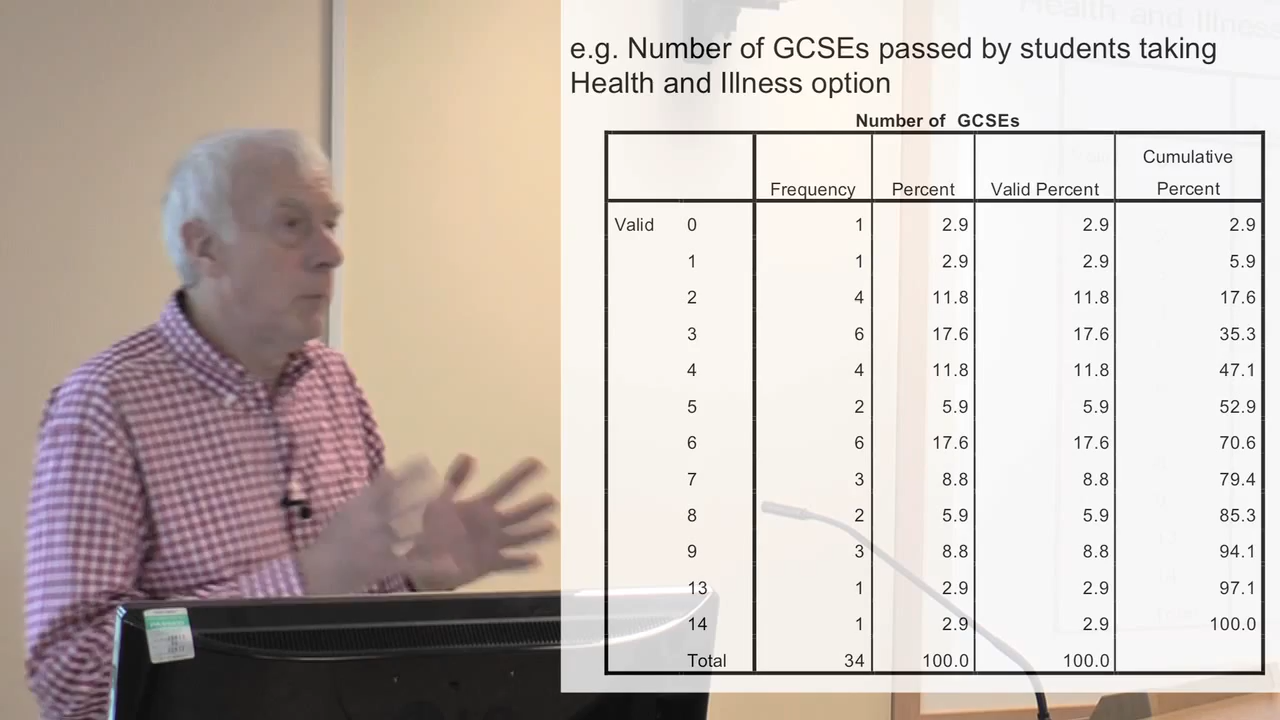 e.g. Number of GCSEs passed by students taking
Health and Illness option
Number of GCSEs
Frequency Percent Valid Percent Cumulative Percent
Valid 0 1 2.9 2.9 2.9
1 1 2.9 2.9 5.9
2 4 11.8 11.8 17.6
3 6 17.6 17.6 35.3
4 4 11.8 11.8 47.1
5 2 5.9 5.9 52.9
6 6 17.6 17.6 70.6
7 3 8.8 8.8 79.4
8 2 5.9 5.9 85.3
9 3 8.8 8.8 94.1
13 1 2.9 2.9 97.1
14 1 2.9 2.9 100.0
Total 34 100.0 100.0
Health and Illness